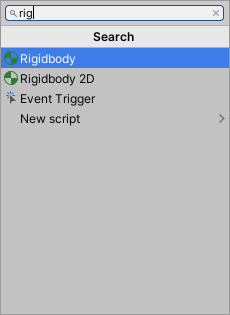 rig
Search
Rigidbody
Rigidbody 2D
Event Trigger
New script